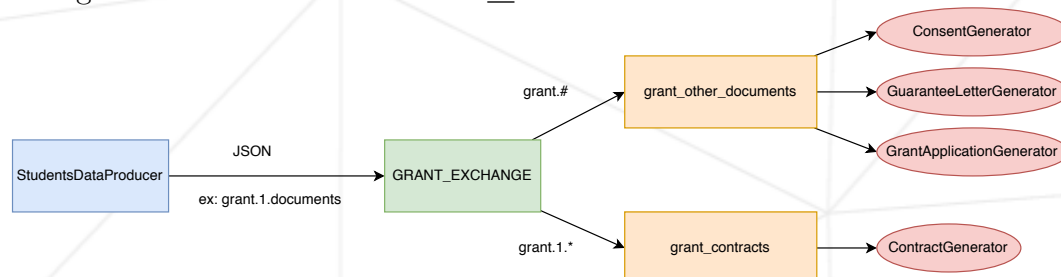 ConsentGenerator
grant.#
grant_other_documents
GuaranteeLetterGenerator
JSON
GrantApplicationGenerator
StudentsDataProducer
GRANT_EXCHANGE
ex: grant.1.documents
grant.1.*
grant_contracts
ContractGenerator